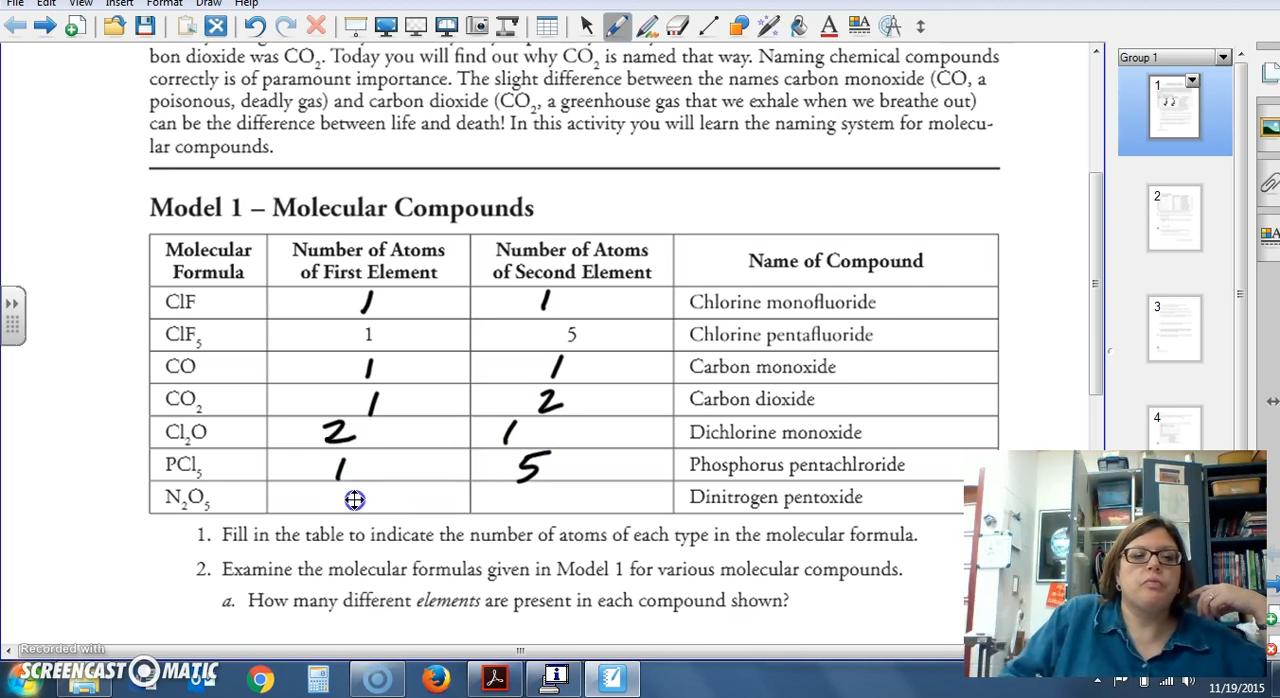 File Edit View Insert Format Draw Help
Group 1
bon dioxide was CO₂. Today you will find out why CO₂ is named that way. Naming chemical compounds
correctly is of paramount importance. The slight difference between the names carbon monoxide (CO, a
poisonous, deadly gas) and carbon dioxide (CO₂, a greenhouse gas that we exhale when we breathe out)
can be the difference between life and death! In this activity you will learn the naming system for molecu-
lar compounds.
Model 1 – Molecular Compounds
Molecular Formula Number of Atoms of First Element Number of Atoms of Second Element Name of Compound
ClF 1 1 Chlorine monofluoride
ClF₅ 1 5 Chlorine pentafluoride
CO 1 1 Carbon monoxide
CO₂ 1 2 Carbon dioxide
Cl₂O 2 1 Dichlorine monoxide
PCl₅ 1 5 Phosphorus pentachlroride
N₂O₅ Dinitrogen pentoxide
1. Fill in the table to indicate the number of atoms of each type in the molecular formula.
2. Examine the molecular fomulas given in Model 1 for various molecular compounds.
a. How many different elements are present in each compound shown?
1
2
3
4
Recorded with
SCREENCAST-O-MATIC
11/19/2015